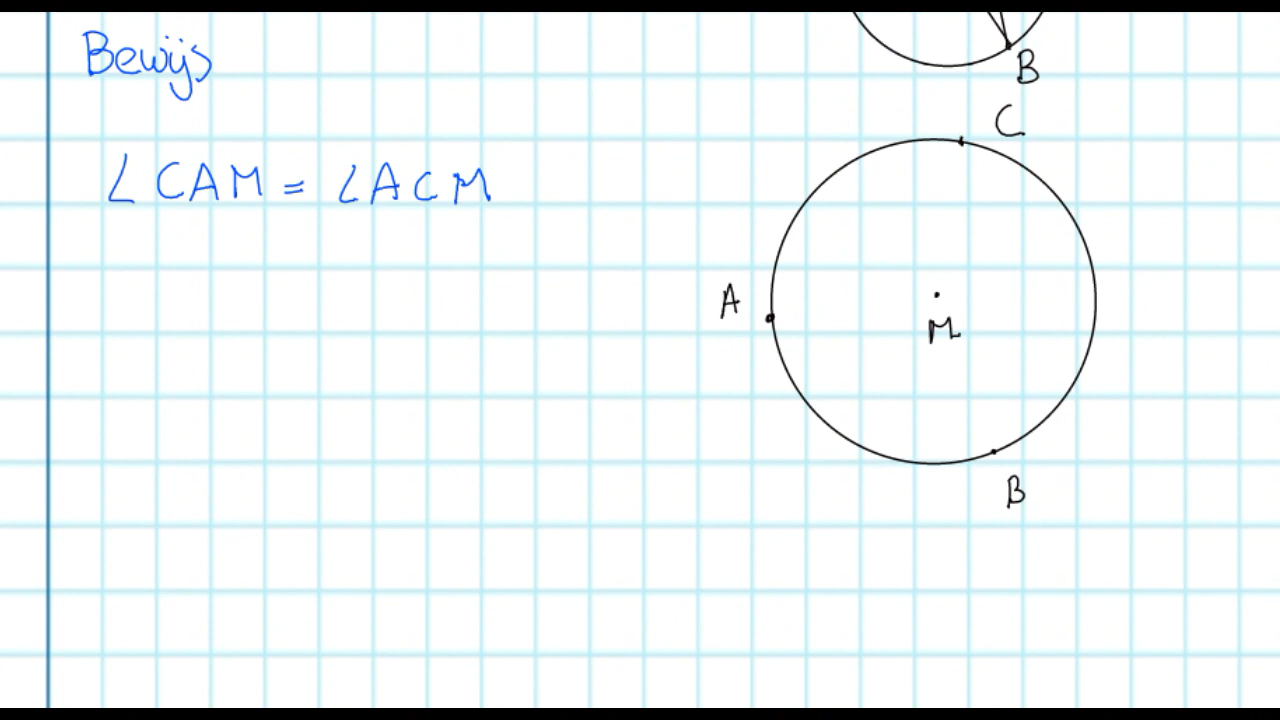 Bewijs
B
C
∠CAM = ∠ACM
A
M
B